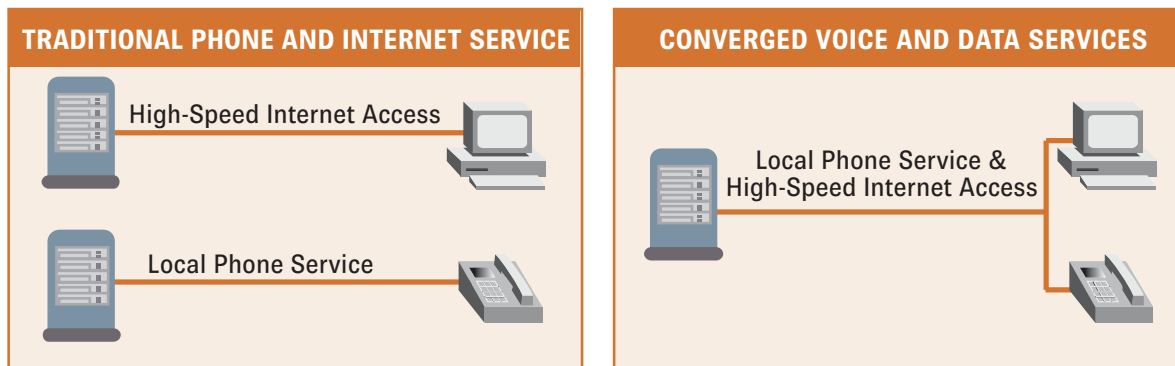 TRADITIONAL PHONE AND INTERNET SERVICE
High-Speed Internet Access
Local Phone Service
CONVERGED VOICE AND DATA SERVICES
Local Phone Service &
High-Speed Internet Access